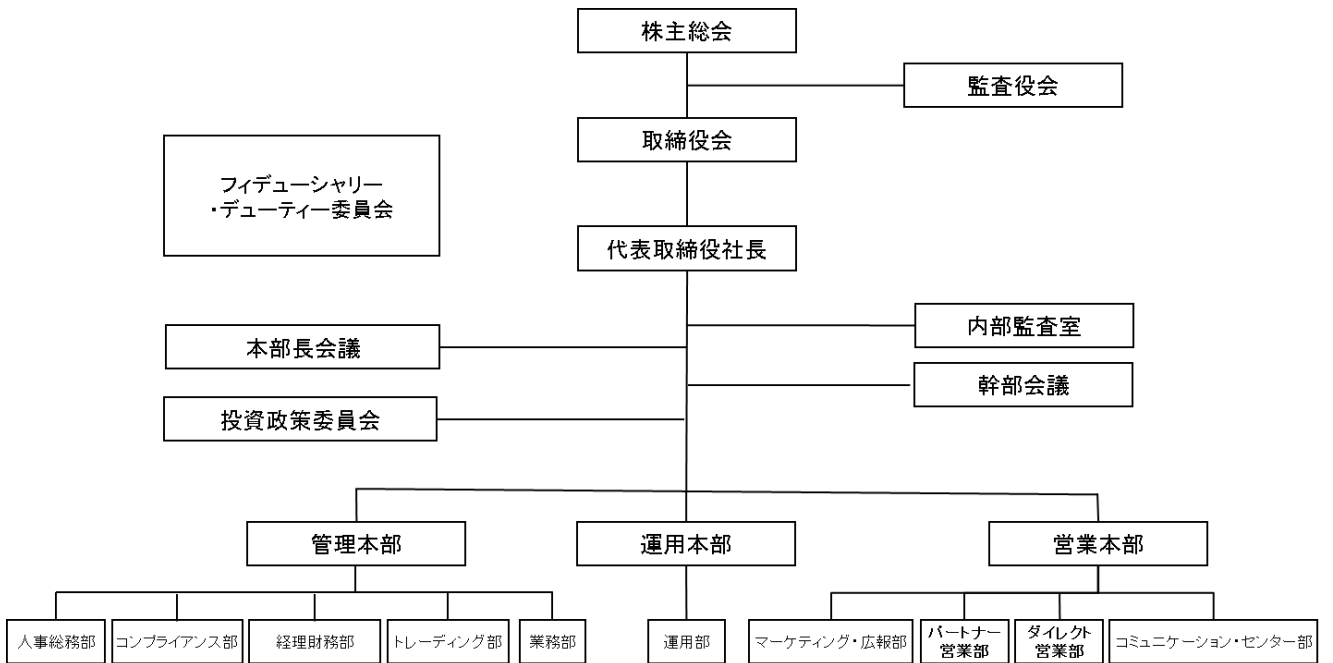 株主総会
監査役会
取締役会
フィデューシャリー
・デューティー委員会
代表取締役社長
内部監査室
本部長会議
幹部会議
投資政策委員会
管理本部
運用本部
営業本部
人事総務部
コンプライアンス部
経理財務部
トレーディング部
業務部
運用部
マーケティング・広報部
パートナー
営業部
ダイレクト
営業部
コミュニケーション・センター部